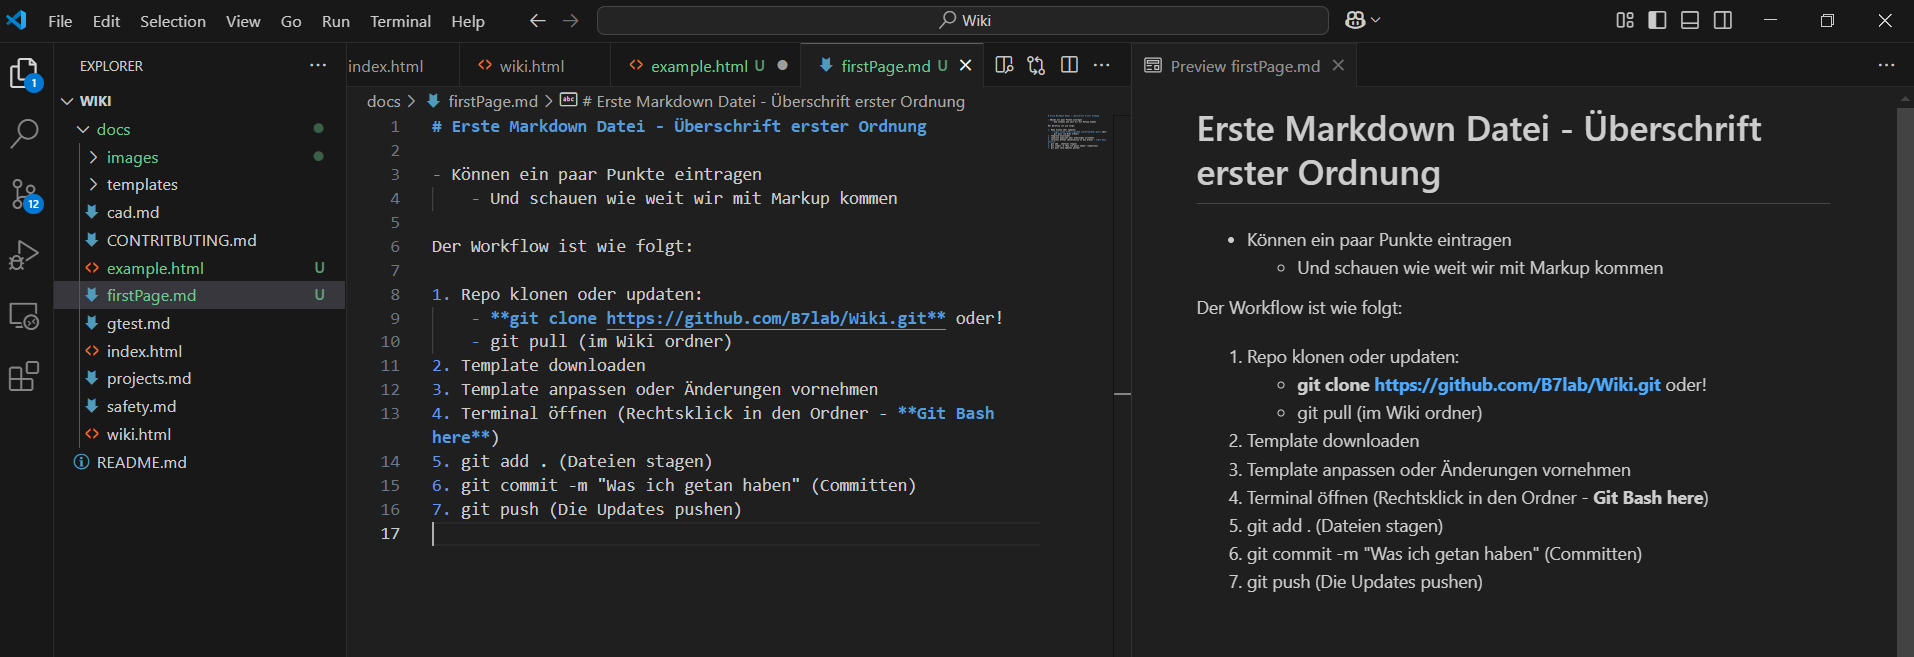 File Edit Selection View Go Run Terminal Help
Wiki
EXPLORER
WIKI
docs
images
templates
cad.md
CONTRITBUTING.md
example.html U
firstPage.md U
gtest.md
index.html
projects.md
safety.md
wiki.html
README.md
1
12
index.html wiki.html example.html U firstPage.md U
docs > firstPage.md > # Erste Markdown Datei - Überschrift erster Ordnung
1 # Erste Markdown Datei - Überschrift erster Ordnung
2
3 - Können ein paar Punkte eintragen
4 - Und schauen wie weit wir mit Markup kommen
5
6 Der Workflow ist wie folgt:
7
8 1. Repo klonen oder updaten:
9 - **git clone https://github.com/B7lab/Wiki.git** oder!
10 - git pull (im Wiki ordner)
11 2. Template downloaden
12 3. Template anpassen oder Änderungen vornehmen
13 4. Terminal öffnen (Rechtsklick in den Ordner - **Git Bash
here**)
14 5. git add . (Dateien stagen)
15 6. git commit -m "Was ich getan haben" (Committen)
16 7. git push (Die Updates pushen)
17
Preview firstPage.md
Erste Markdown Datei - Überschrift
erster Ordnung
• Können ein paar Punkte eintragen
◦ Und schauen wie weit wir mit Markup kommen
Der Workflow ist wie folgt:
1. Repo klonen oder updaten:
◦ git clone https://github.com/B7lab/Wiki.git oder!
◦ git pull (im Wiki ordner)
2. Template downloaden
3. Template anpassen oder Änderungen vornehmen
4. Terminal öffnen (Rechtsklick in den Ordner - Git Bash here)
5. git add . (Dateien stagen)
6. git commit -m "Was ich getan haben" (Committen)
7. git push (Die Updates pushen)